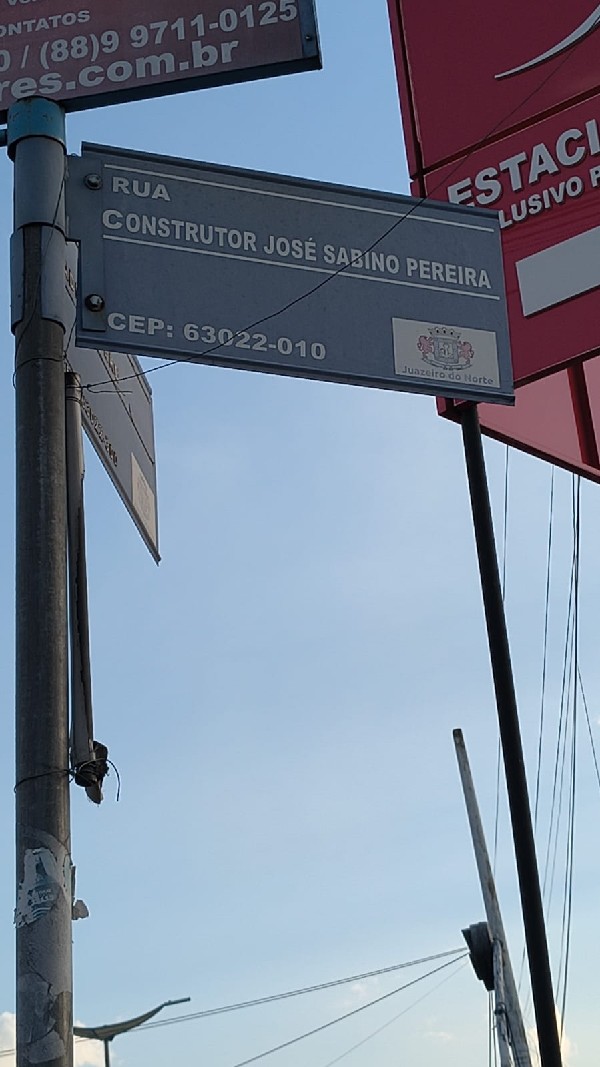 ONTATOS
0 / (88)9 9711-0125
res.com.br
RUA
CONSTRUTOR JOSÉ SABINO PEREIRA
CEP: 63022-010
Juazeiro do Norte
ESTACI
LUSIVO P